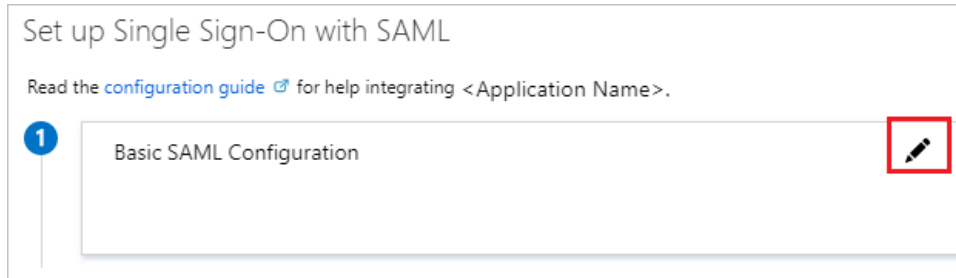 Set up Single Sign-On with SAML
Read the configuration guide for help integrating <Application Name>.
1
Basic SAML Configuration